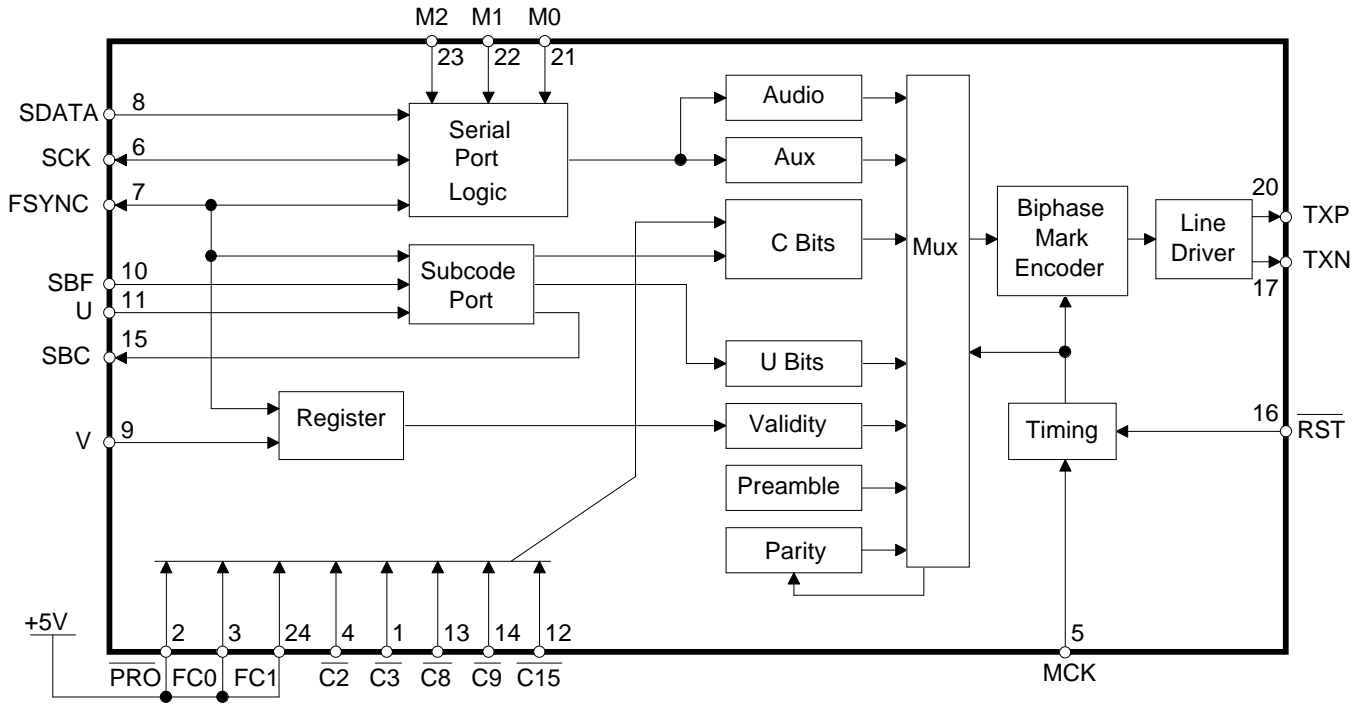 M2 M1 M0
23 22 21
SDATA 8
SCK 6
FSYNC 7
Serial
Port
Logic
Audio
Aux
C Bits
Mux
Biphase
Mark
Encoder
Line
Driver
20 TXP
TXN
17
SBF 10
U 11
SBC 15
Subcode
Port
U Bits
V 9
Register
Validity
Timing
16 RST
Preamble
Parity
+5V
2 3 24 4 1 13 14 12 5
PRO FC0 FC1 C2 C3 C8 C9 C15 MCK